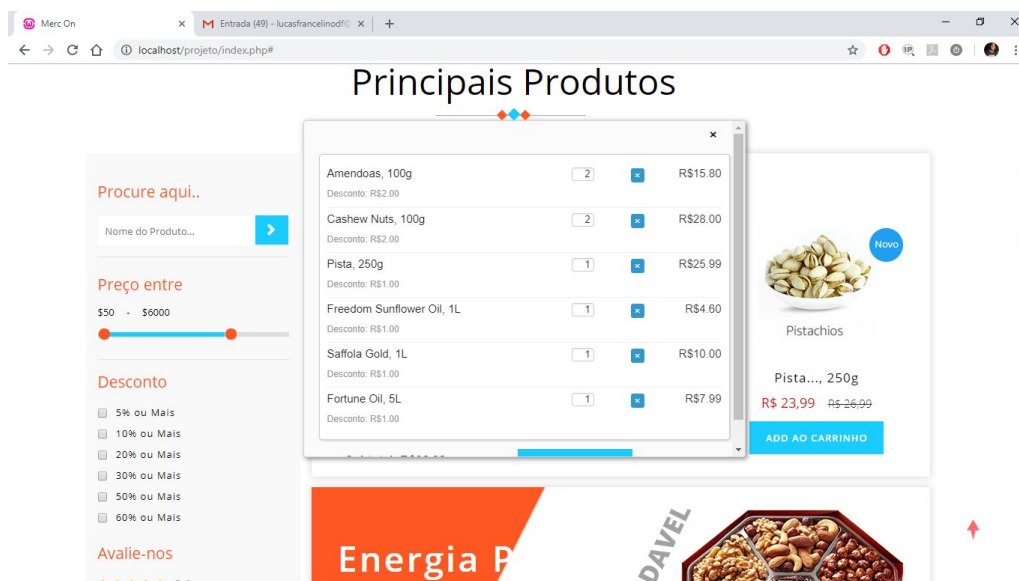 Merc On
Entrada (49) - lucasfrancelinodf@
localhost/projeto/index.php#
Principais Produtos
Procure aqui..
Nome do Produto...
Preço entre
$50 - $6000
Desconto
5% ou Mais
10% ou Mais
20% ou Mais
30% ou Mais
50% ou Mais
60% ou Mais
Avalie-nos
×
Amendoas, 100g 2 × R$15.80
Desconto: R$2.00
Cashew Nuts, 100g 2 × R$28.00
Desconto: R$2.00
Pista, 250g 1 × R$25.99
Desconto: R$1.00
Freedom Sunflower Oil, 1L 1 × R$4.60
Desconto: R$1.00
Saffola Gold, 1L 1 × R$10.00
Desconto: R$1.00
Fortune Oil, 5L 1 × R$7.99
Desconto: R$1.00
Novo
Pistachios
Pista..., 250g
R$ 23,99 R$ 26,99
ADD AO CARRINHO
Energia P
DAVEL